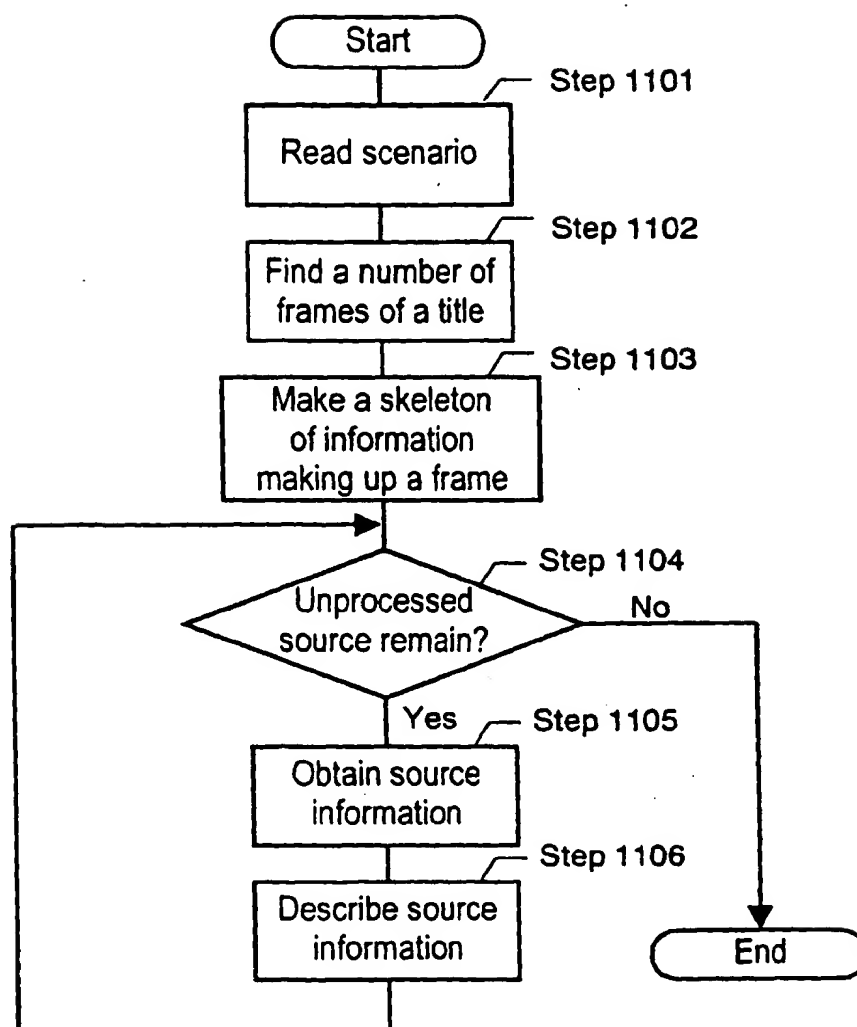 Start
Step 1101
Read scenario
Step 1102
Find a number of
frames of a title
Step 1103
Make a skeleton
of information
making up a frame
Step 1104
Unprocessed
source remain?
No
Yes
Step 1105
Obtain source
information
Step 1106
Describe source
information
End